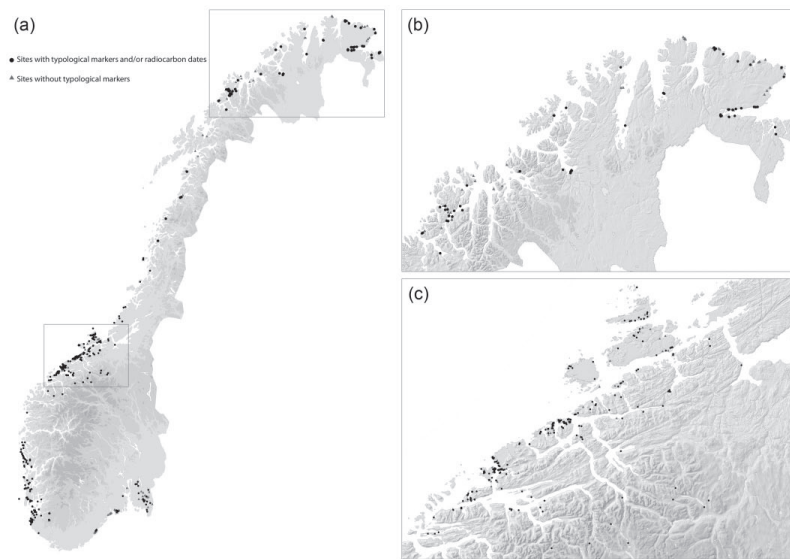 (a)
Sites with typological markers and/or radiocarbon dates
Sites without typological markers
(b)
(c)